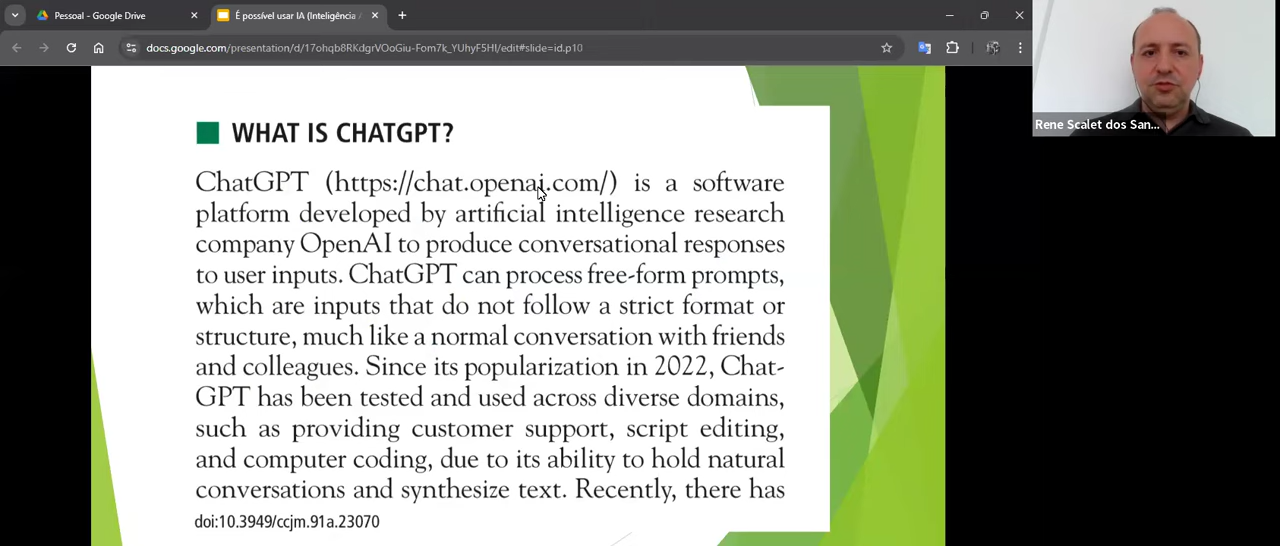 Pessoal - Google Drive
É possível usar IA (Inteligência A
docs.google.com/presentation/d/17ohqb8RKdgrVOoGiu-Fom7k_YUhyF5HI/edit#slide=id.p10
Rene Scalet dos San...
WHAT IS CHATGPT?
ChatGPT (https://chat.openai.com/) is a software
platform developed by artificial intelligence research
company OpenAI to produce conversational responses
to user inputs. ChatGPT can process free-form prompts,
which are inputs that do not follow a strict format or
structure, much like a normal conversation with friends
and colleagues. Since its popularization in 2022, Chat-
GPT has been tested and used across diverse domains,
such as providing customer support, script editing,
and computer coding, due to its ability to hold natural
conversations and synthesize text. Recently, there has
doi:10.3949/ccjm.91a.23070